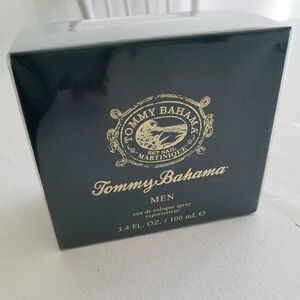 TOMMY BAHAMA
SET SAIL
MARTINIQUE
Tommy Bahama
MEN
eau de cologne spray
vaporisateur
3.4 FL. OZ. / 100 mL ℮